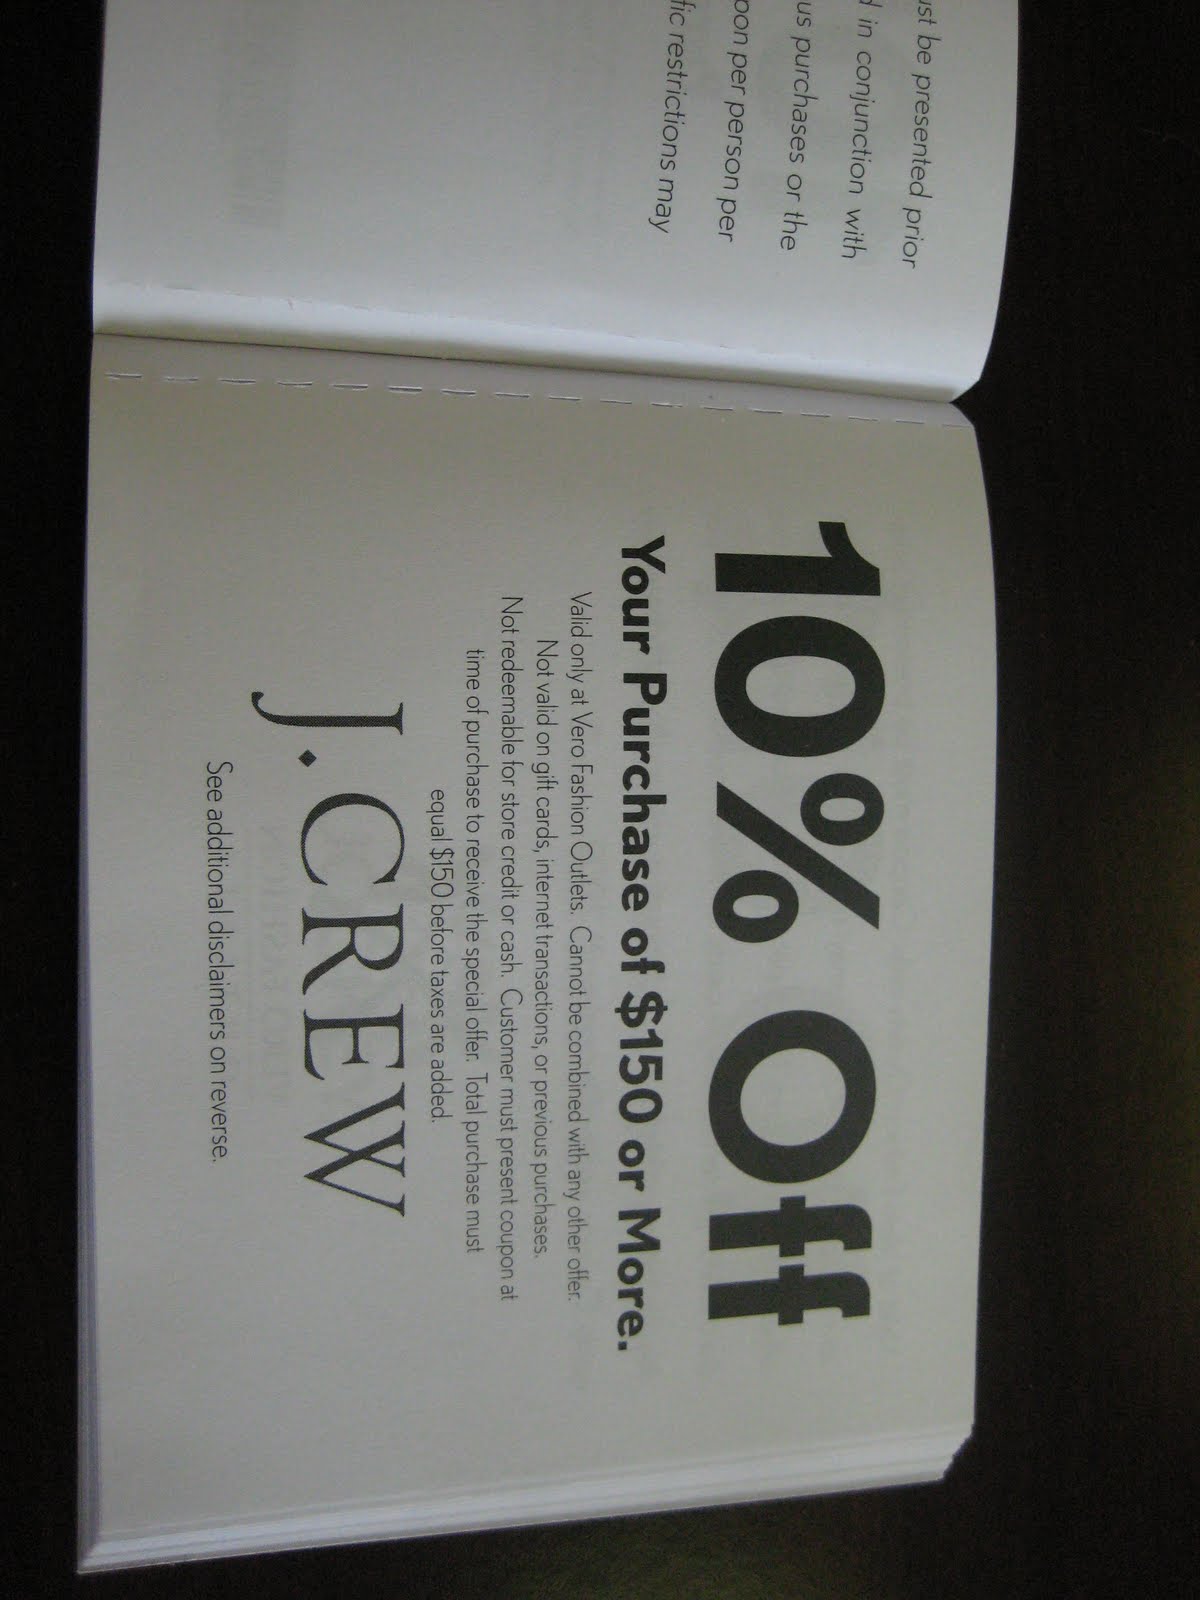 ust be presented prior
in conjunction with
us purchases or the
pon per person per
fic restrictions may
10% Off
Your Purchase of $150 or More.
Valid only at Vero Fashion Outlets. Cannot be combined with any other offer.
Not valid on gift cards, internet transactions, or previous purchases.
Not redeemable for store credit or cash. Customer must present coupon at
time of purchase to receive the special offer. Total purchase must
equal $150 before taxes are added.
J.CREW
See additional disclaimers on reverse.